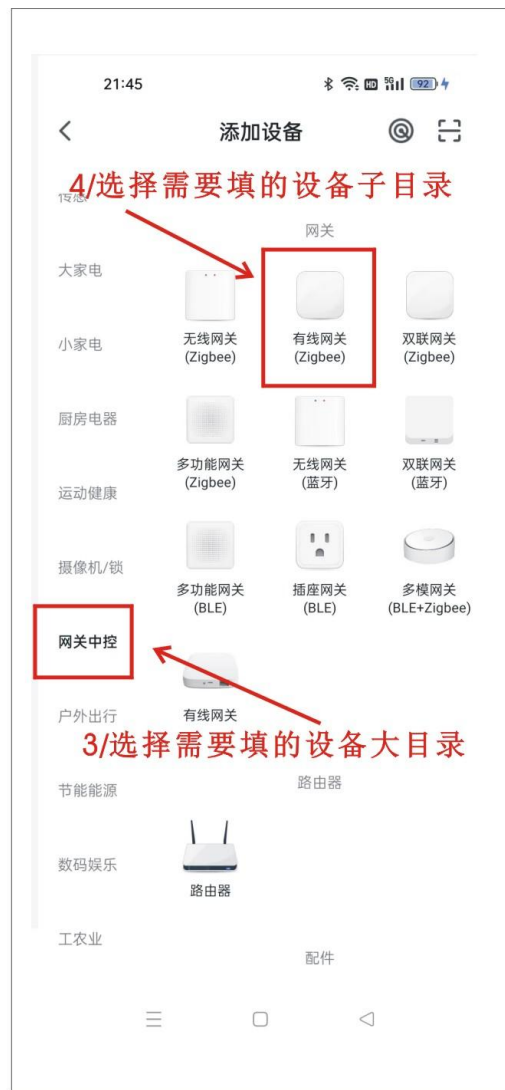 21:45
HD 5G 92
添加设备
4/选择需要填的设备子目录
传感
网关
大家电
无线网关
(Zigbee)
有线网关
(Zigbee)
双联网关
(Zigbee)
小家电
厨房电器
多功能网关
(Zigbee)
无线网关
(蓝牙)
双联网关
(蓝牙)
运动健康
摄像机/锁
多功能网关
(BLE)
插座网关
(BLE)
多模网关
(BLE+Zigbee)
网关中控
户外出行
有线网关
3/选择需要填的设备大目录
节能能源
路由器
数码娱乐
路由器
工农业
配件